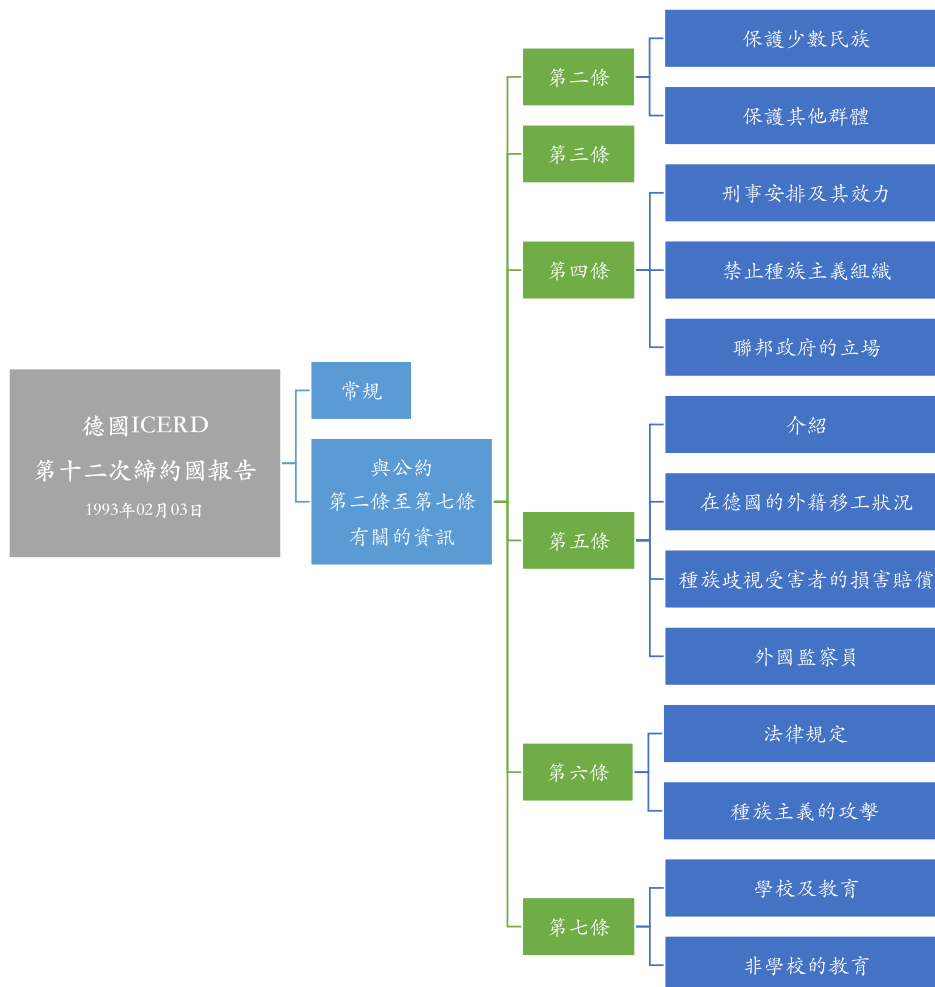 德國ICERD
第十二次締約國報告
1993年02月03日
常規
與公約
第二條至第七條
有關的資訊
第二條
保護少數民族
保護其他群體
第三條
第四條
刑事安排及其效力
禁止種族主義組織
聯邦政府的立場
第五條
介紹
在德國的外籍移工狀況
種族歧視受害者的損害賠償
外國監察員
第六條
法律規定
種族主義的攻擊
第七條
學校及教育
非學校的教育